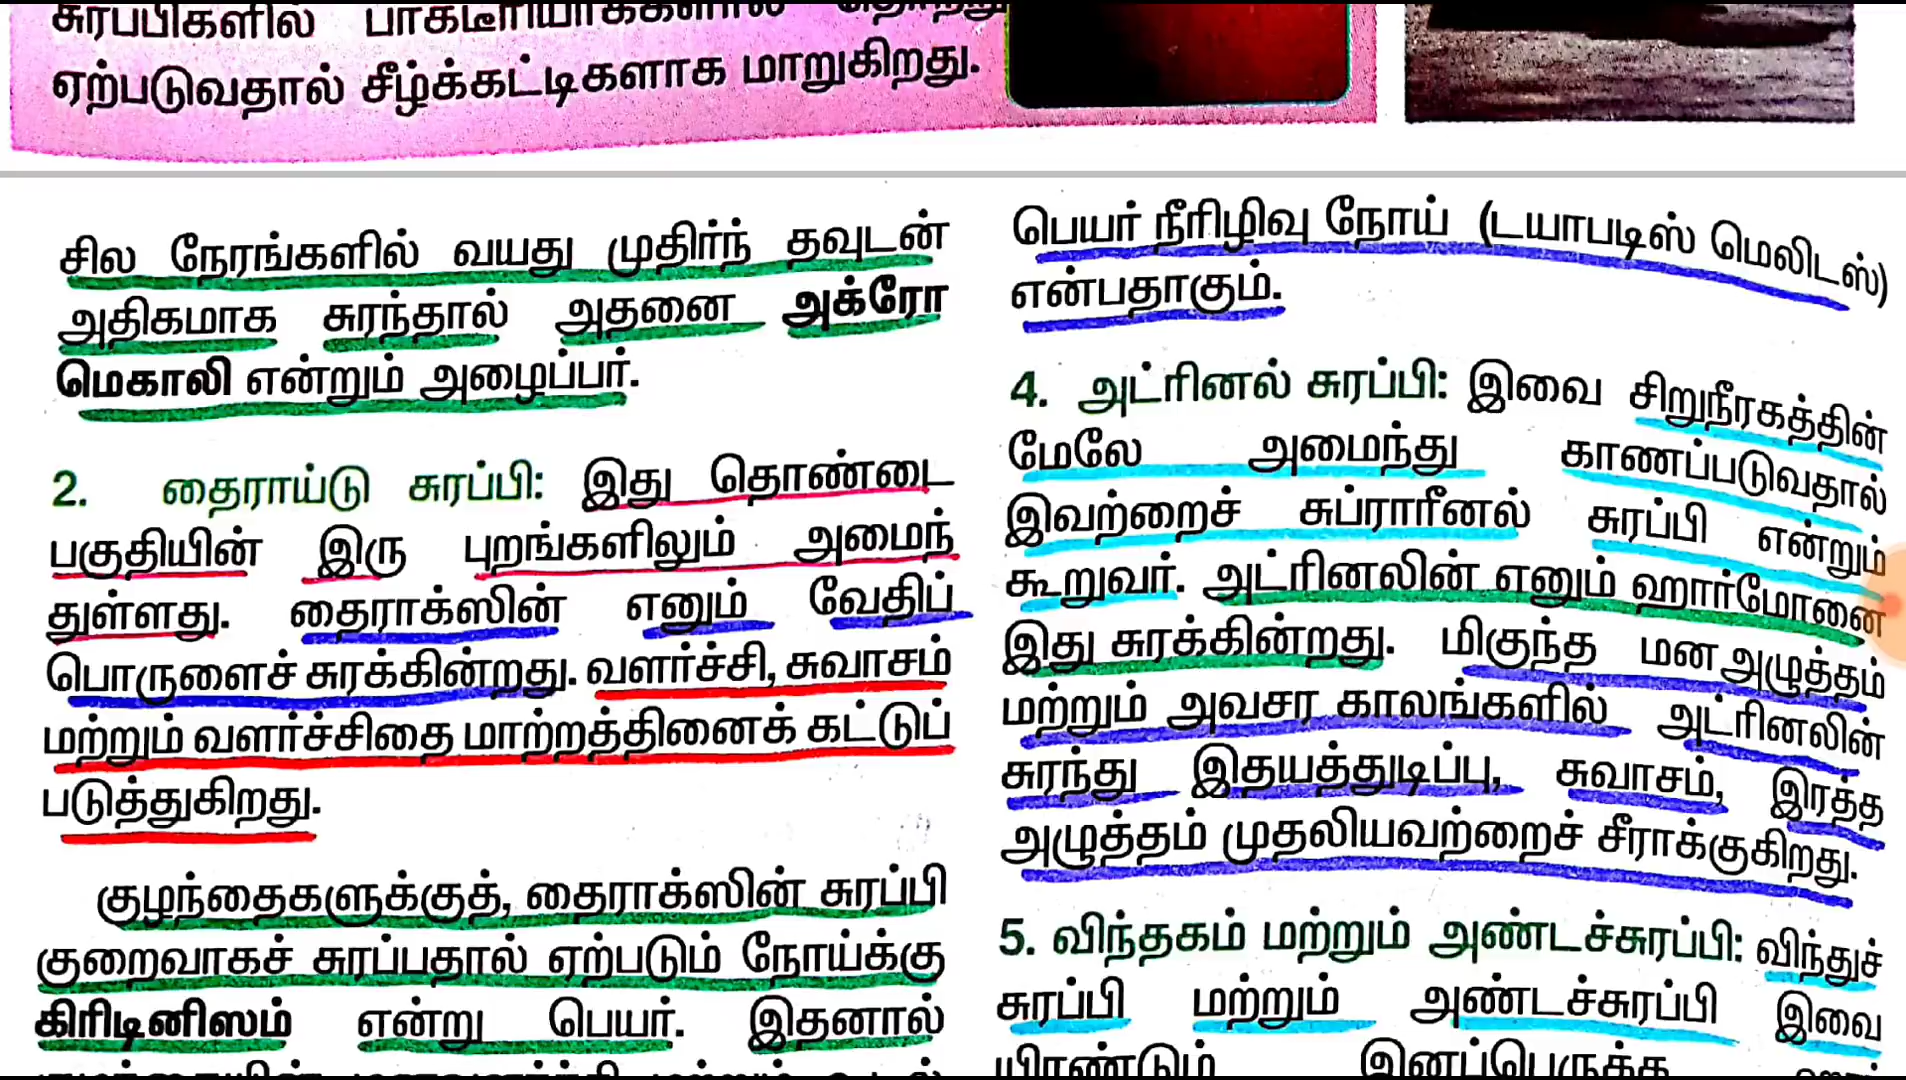 சுரப்பிகளில் பாக்டீரியாக்களால்
ஏற்படுவதால் சீழ்க்கட்டிகளாக மாறுகிறது.
சில நேரங்களில் வயது முதிர்ந் தவுடன்
அதிகமாக சுரந்தால் அதனை அக்ரோ
மெகாலி என்றும் அழைப்பர்.
2. தைராய்டு சுரப்பி: இது தொண்டை
பகுதியின் இரு புறங்களிலும் அமைந்
துள்ளது. தைராக்ஸின் எனும் வேதிப்
பொருளைச் சுரக்கின்றது. வளர்ச்சி, சுவாசம்
மற்றும் வளர்ச்சிதை மாற்றத்தினைக் கட்டுப்
படுத்துகிறது.
குழந்தைகளுக்குத், தைராக்ஸின் சுரப்பி
குறைவாகச் சுரப்பதால் ஏற்படும் நோய்க்கு
கிரிடினிஸம் என்று பெயர். இதனால்
பெயர் நீரிழிவு நோய் (டயாபடிஸ் மெலிடஸ்)
என்பதாகும்.
4. அட்ரினல் சுரப்பி: இவை சிறுநீரகத்தின்
மேலே அமைந்து காணப்படுவதால்
இவற்றைச் சுப்ராரீனல் சுரப்பி என்றும்
கூறுவர். அட்ரினலின் எனும் ஹார்மோனை
இது சுரக்கின்றது. மிகுந்த மன அழுத்தம்
மற்றும் அவசர காலங்களில் அட்ரினலின்
சுரந்து இதயத்துடிப்பு, சுவாசம், இரத்த
அழுத்தம் முதலியவற்றைச் சீராக்குகிறது.
5. விந்தகம் மற்றும் அண்டச்சுரப்பி: விந்துச்
சுரப்பி மற்றும் அண்டச்சுரப்பி இவை
யிரண்டும் இனப்பெருக்க